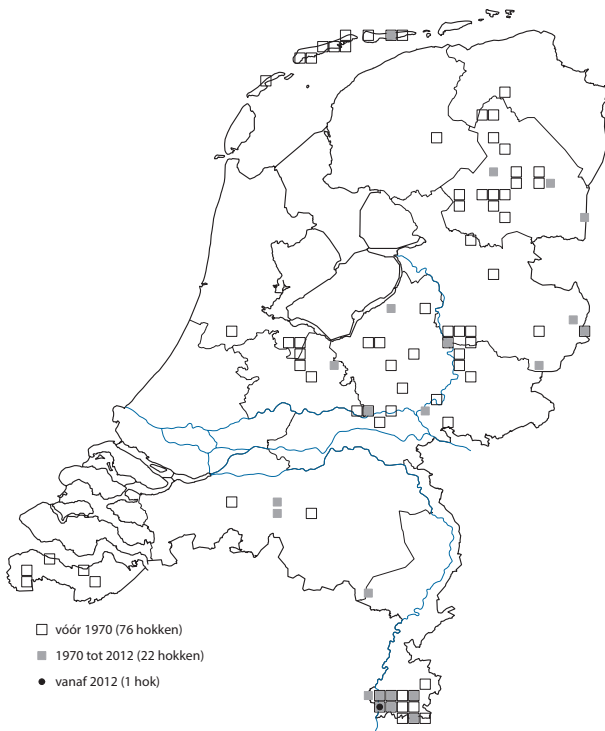 vóór 1970 (76 hokken)
1970 tot 2012 (22 hokken)
vanaf 2012 (1 hok)